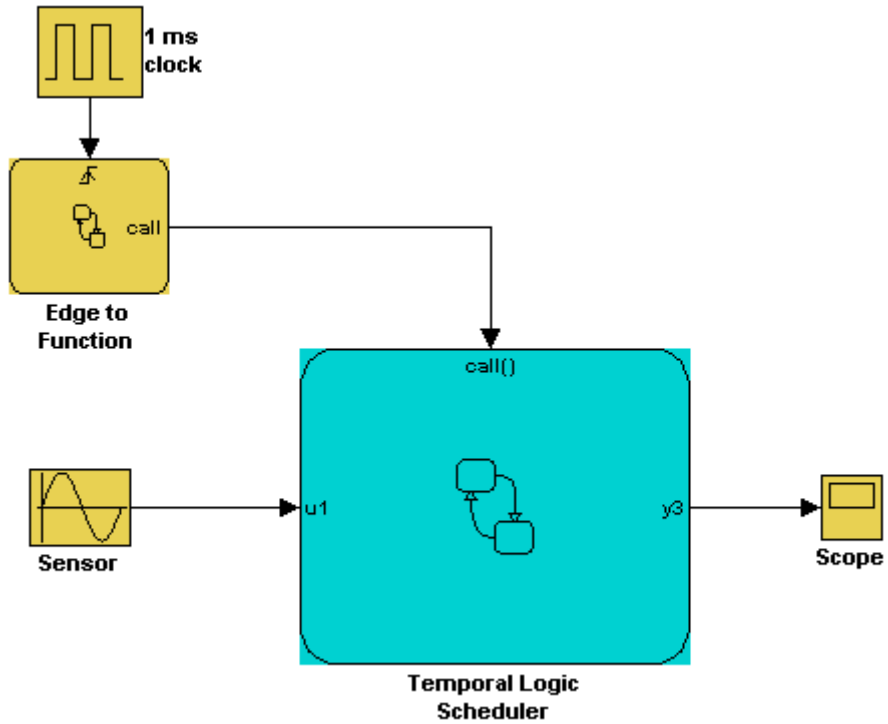 1 ms
clock
call
Edge to
Function
call()
u1
y3
Sensor
Scope
Temporal Logic
Scheduler